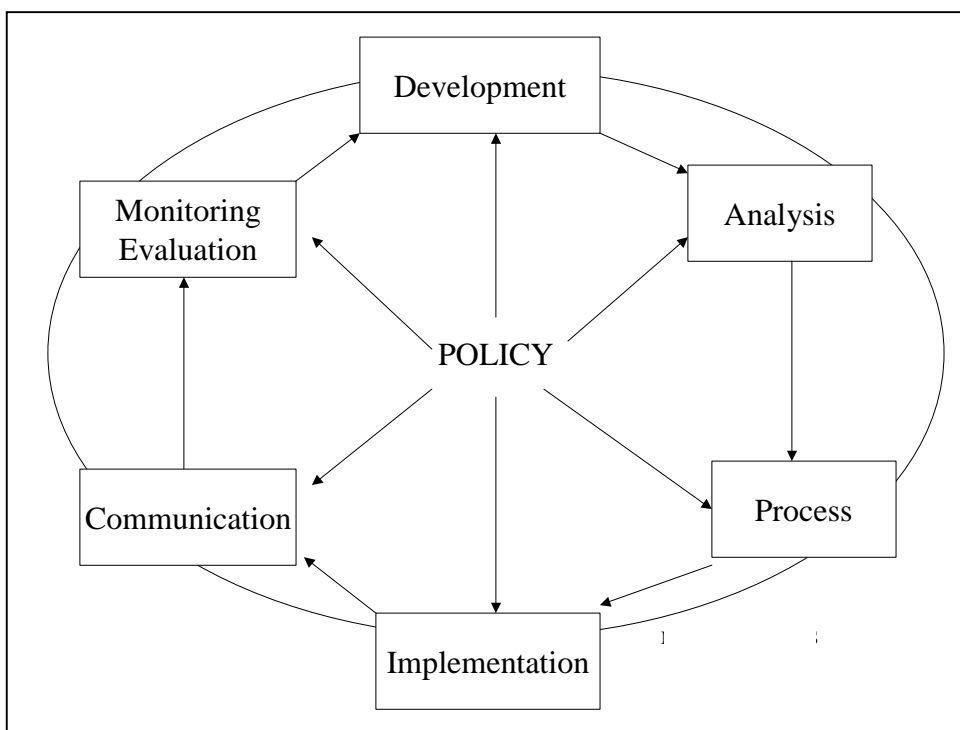 Development
Monitoring
Evaluation
Analysis
POLICY
Communication
Process
Implementation